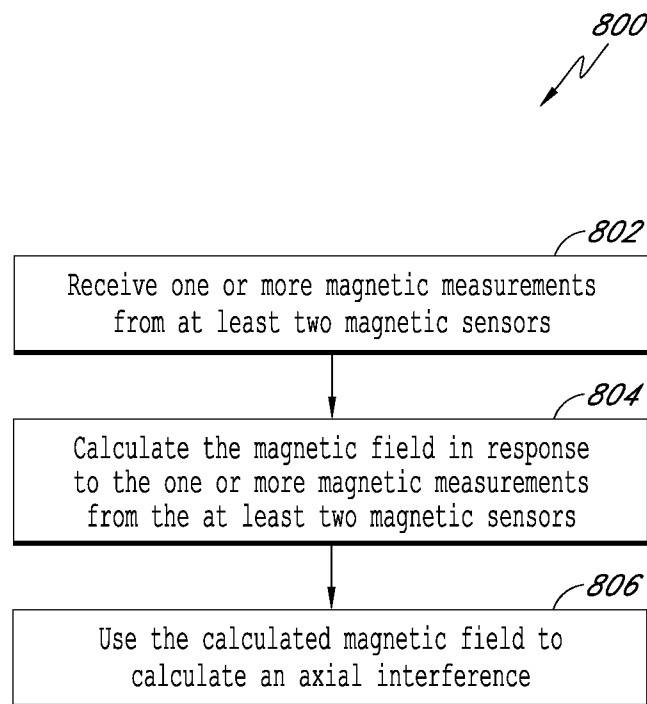 800
802
Receive one or more magnetic measurements
from at least two magnetic sensors
804
Calculate the magnetic field in response
to the one or more magnetic measurements
from the at least two magnetic sensors
806
Use the calculated magnetic field to
calculate an axial interference